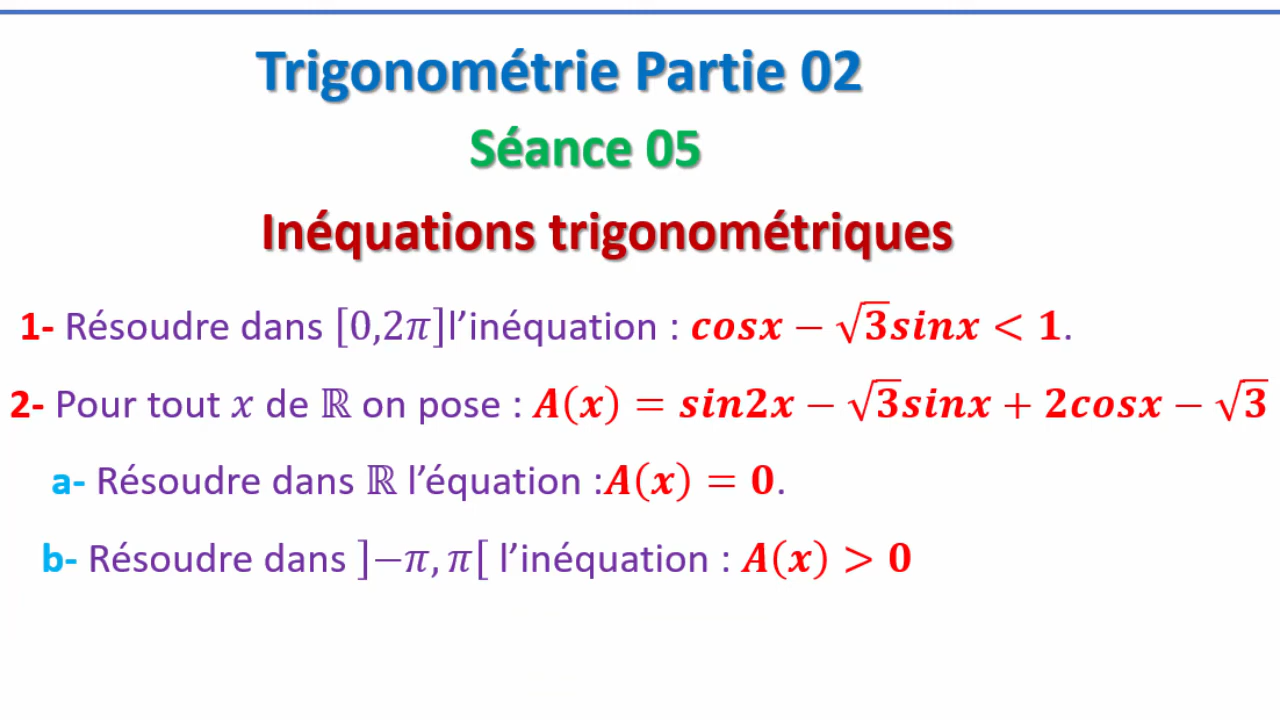 Trigonométrie Partie 02
Séance 05
Inéquations trigonométriques
1- Résoudre dans [0,2π]l’inéquation : cosx − √3sinx < 1.
2- Pour tout x de ℝ on pose : A(x) = sin2x − √3sinx + 2cosx − √3
a- Résoudre dans ℝ l’équation :A(x) = 0.
b- Résoudre dans ]−π, π[ l’inéquation : A(x) > 0